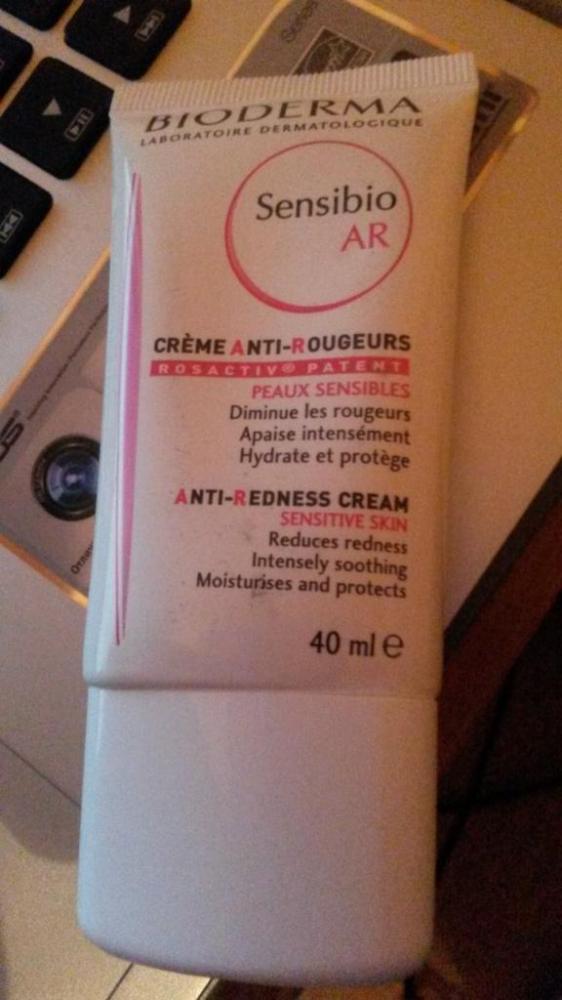 BIODERMA
LABORATOIRE DERMATOLOGIQUE
Sensibio
AR
CRÈME ANTI-ROUGEURS
ROSACTIV® PATENT
PEAUX SENSIBLES
Diminue les rougeurs
Apaise intensément
Hydrate et protège
ANTI-REDNESS CREAM
SENSITIVE SKIN
Reduces redness
Intensely soothing
Moisturises and protects
40 ml e
Series